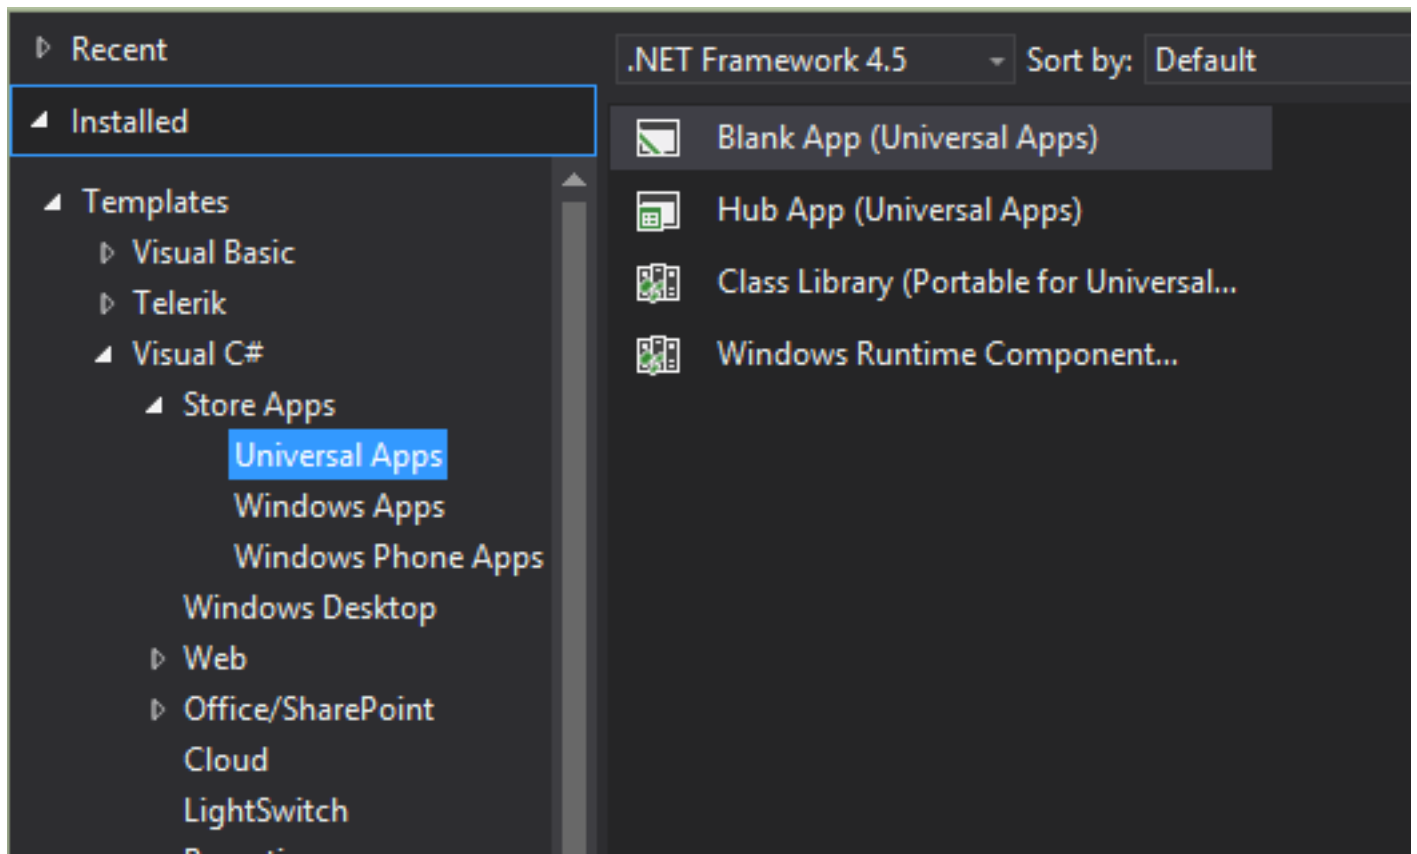 Recent
Installed
Templates
Visual Basic
Telerik
Visual C#
Store Apps
Universal Apps
Windows Apps
Windows Phone Apps
Windows Desktop
Web
Office/SharePoint
Cloud
LightSwitch
.NET Framework 4.5
Sort by: Default
Blank App (Universal Apps)
Hub App (Universal Apps)
Class Library (Portable for Universal...
Windows Runtime Component...